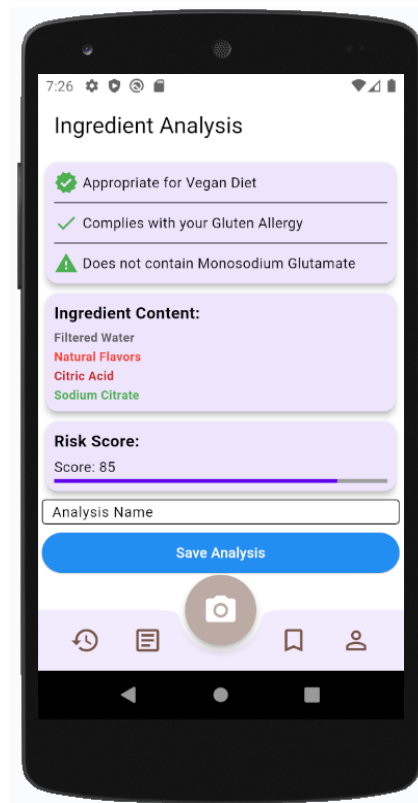 7:26
Ingredient Analysis
Appropriate for Vegan Diet
Complies with your Gluten Allergy
Does not contain Monosodium Glutamate
Ingredient Content:
Filtered Water
Natural Flavors
Citric Acid
Sodium Citrate
Risk Score:
Score: 85
Analysis Name
Save Analysis